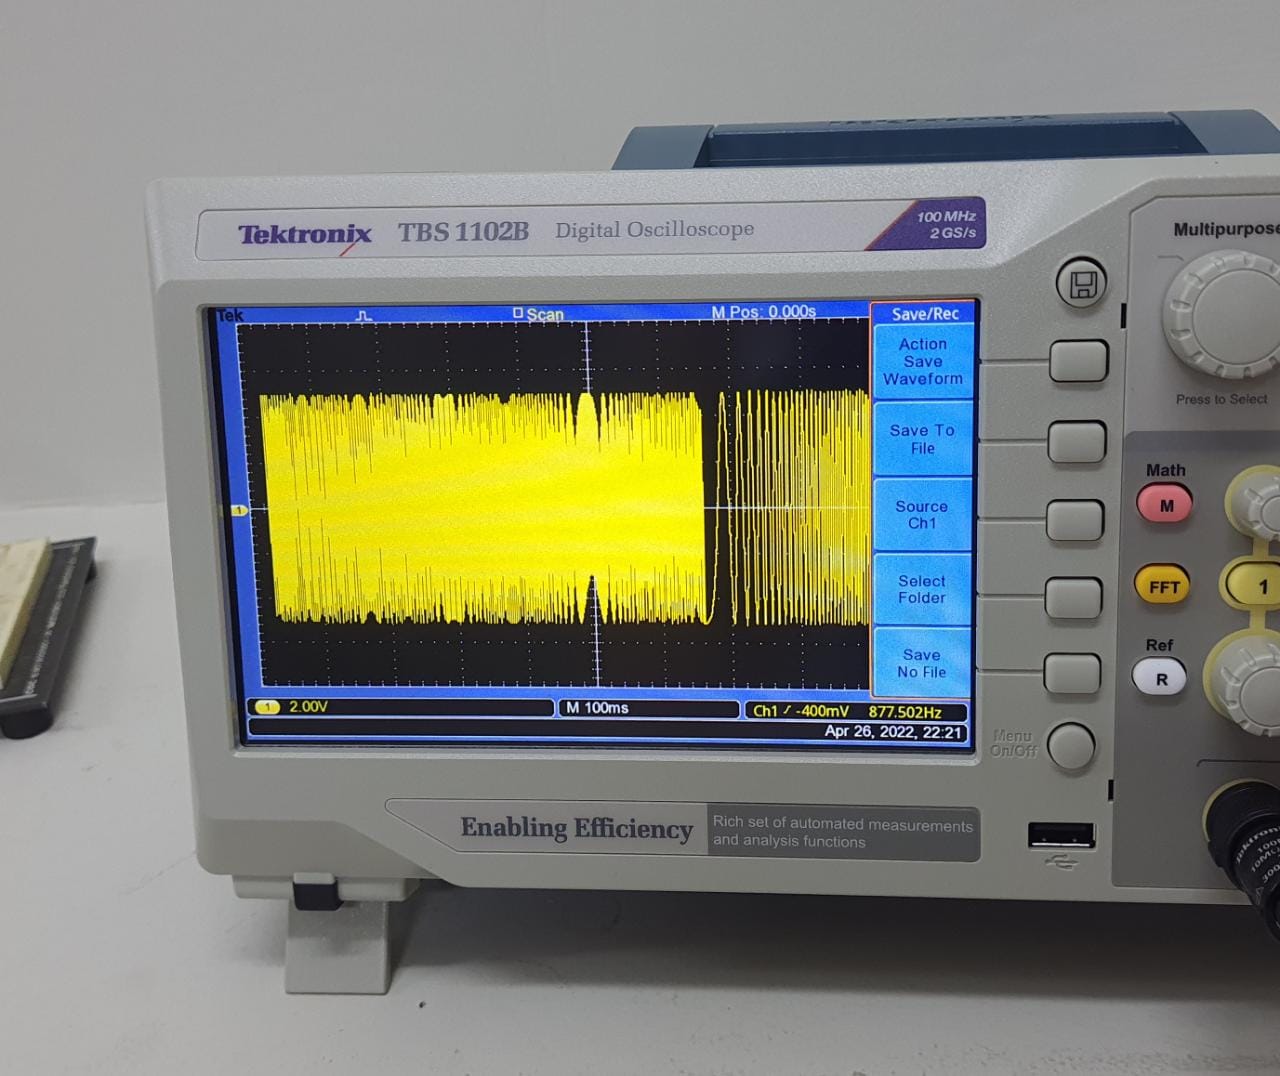 Tektronix TBS 1102B Digital Oscilloscope
100 MHz
2 GS/s
Multipurpose
Tek Scan M Pos: 0.000s Save/Rec
Action
Save
Waveform
Press to Select
Save To
File
Math
M
Source
Ch1
1
Select
Folder
FFT
1
Ref
R
Save
No File
1 2.00V M 100ms Ch1 -400mV 877.502Hz
Apr 26, 2022, 22:21
Menu
On/Off
Enabling Efficiency
Rich set of automated measurements
and analysis functions